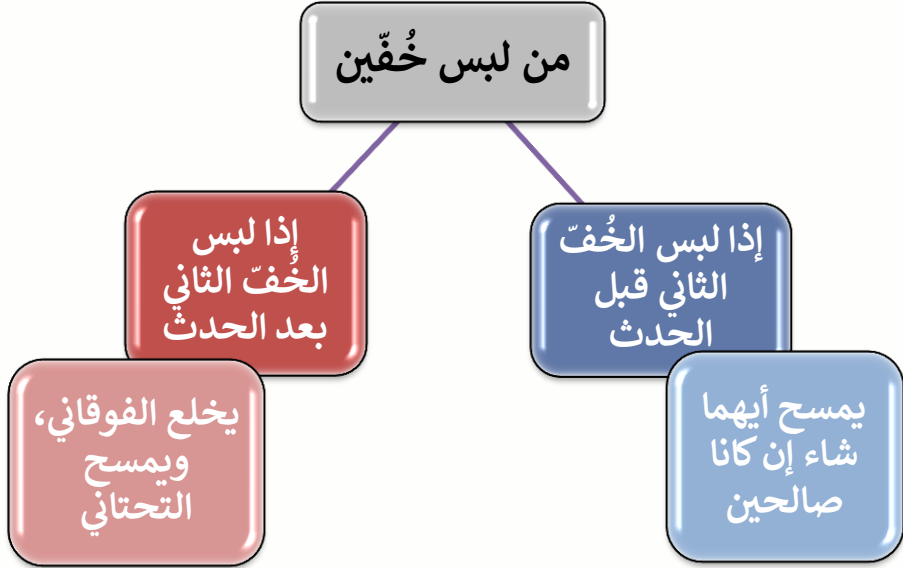 من لبس خُفّين
إذا لبس الخُفّ
الثاني قبل
الحدث
يمسح أيهما
شاء إن كانا
صالحين
إذا لبس
الخُفّ الثاني
بعد الحدث
يخلع الفوقاني،
ويمسح
التحتاني